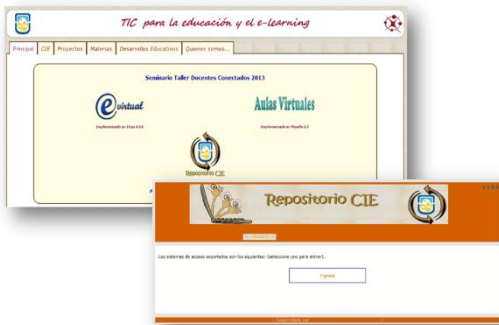 TIC para la educación y el e-learning
Principal CIE Proyectos Materias Desarrollos Educativos Quienes somos...
Seminario Taller Docentes Conectados 2013
e virtual
Aulas Virtuales
Repositorio CIE
Repositorio CIE
Los sistemas de acceso soportados son los siguientes: (seleccione uno para entrar).
Ingreso